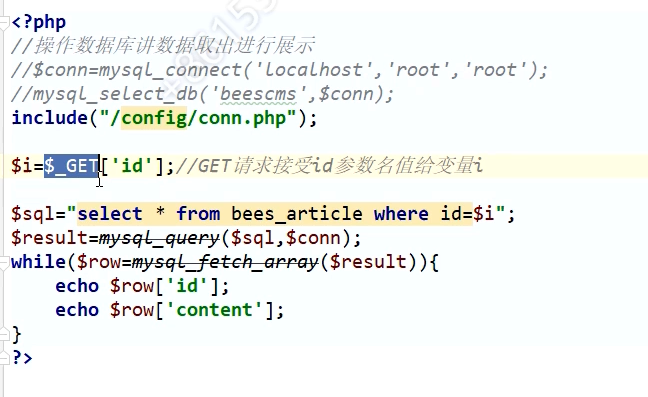 <?php
//操作数据库讲数据取出进行展示
//$conn=mysql_connect('localhost','root','root');
//mysql_select_db('beescms',$conn);
include("/config/conn.php");
$i=$_GET['id'];//GET请求接受id参数名值给变量i
$sql="select * from bees_article where id=$i";
$result=mysql_query($sql,$conn);
while($row=mysql_fetch_array($result)){
    echo $row['id'];
    echo $row['content'];
}
?>